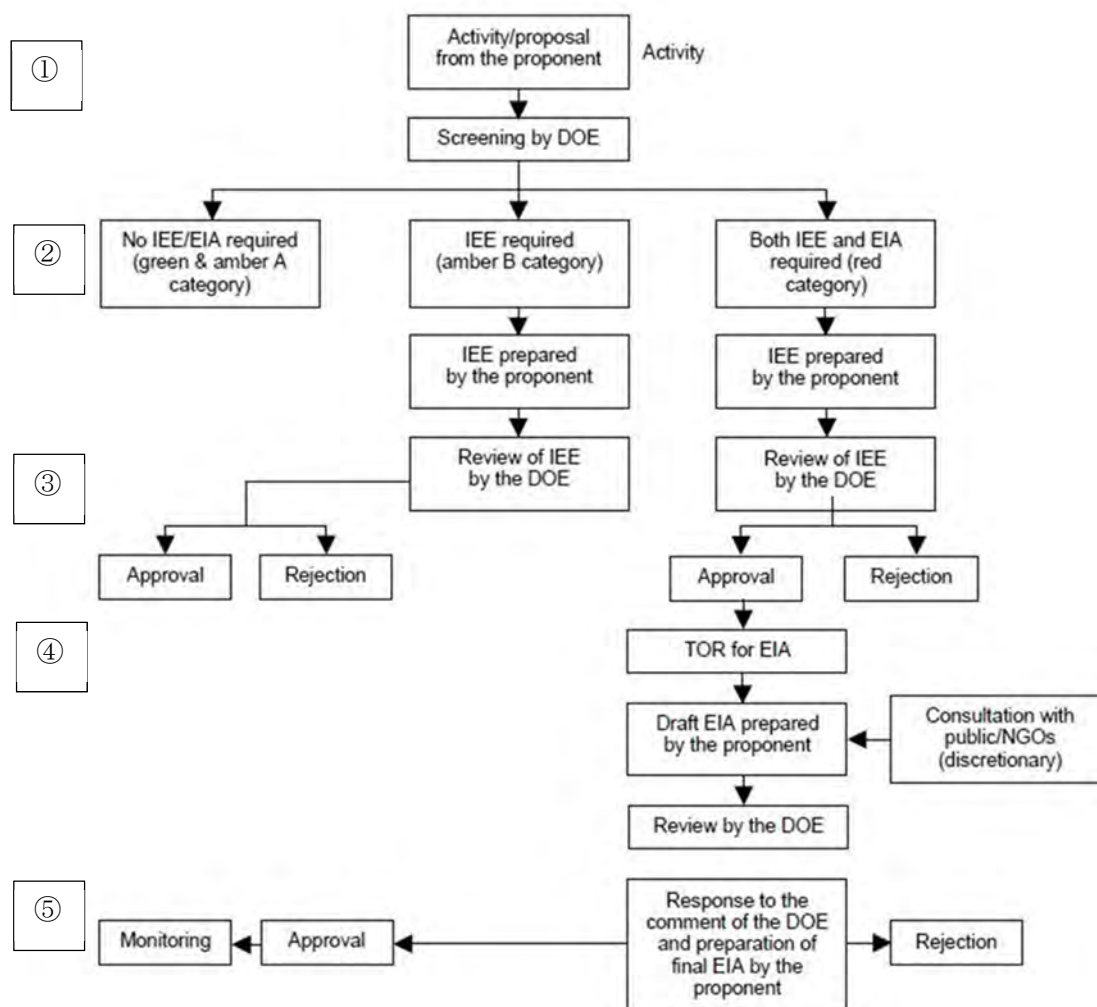 ①
Activity/proposal
from the proponent
Activity
Screening by DOE
②
No IEE/EIA required
(green & amber A
category)
IEE required
(amber B category)
Both IEE and EIA
required (red
category)
IEE prepared
by the proponent
IEE prepared
by the proponent
③
Review of IEE
by the DOE
Review of IEE
by the DOE
Approval
Rejection
Approval
Rejection
④
TOR for EIA
Draft EIA prepared
by the proponent
Consultation with
public/NGOs
(discretionary)
Review by the DOE
⑤
Monitoring
Approval
Response to the
comment of the DOE
and preparation of
final EIA by the
proponent
Rejection